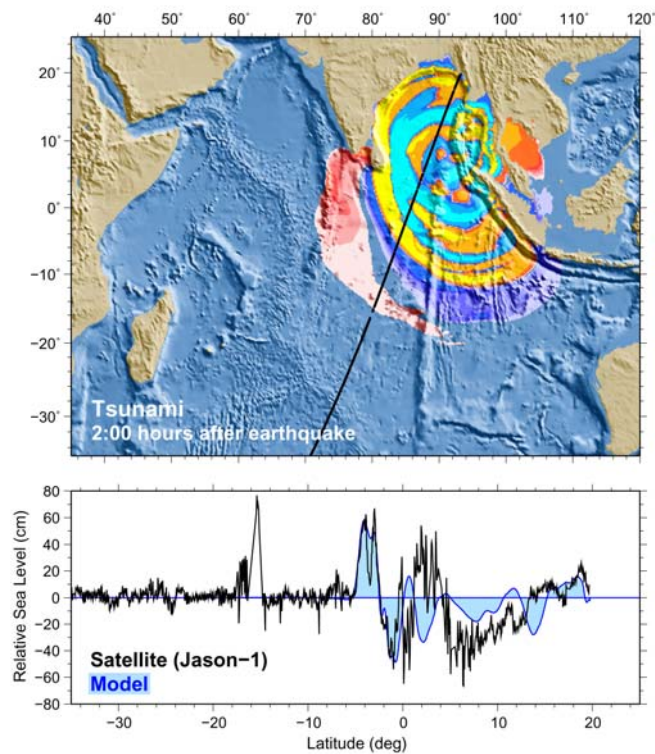 40° 50° 60° 70° 80° 90° 100° 110° 120°
20°
10°
0°
−10°
−20°
−30°
Tsunami
2:00 hours after earthquake
80
60
40
20
0
−20
−40
−60
−80
Relative Sea Level (cm)
Satellite (Jason−1)
Model
−30 −20 −10 0 10 20
Latitude (deg)